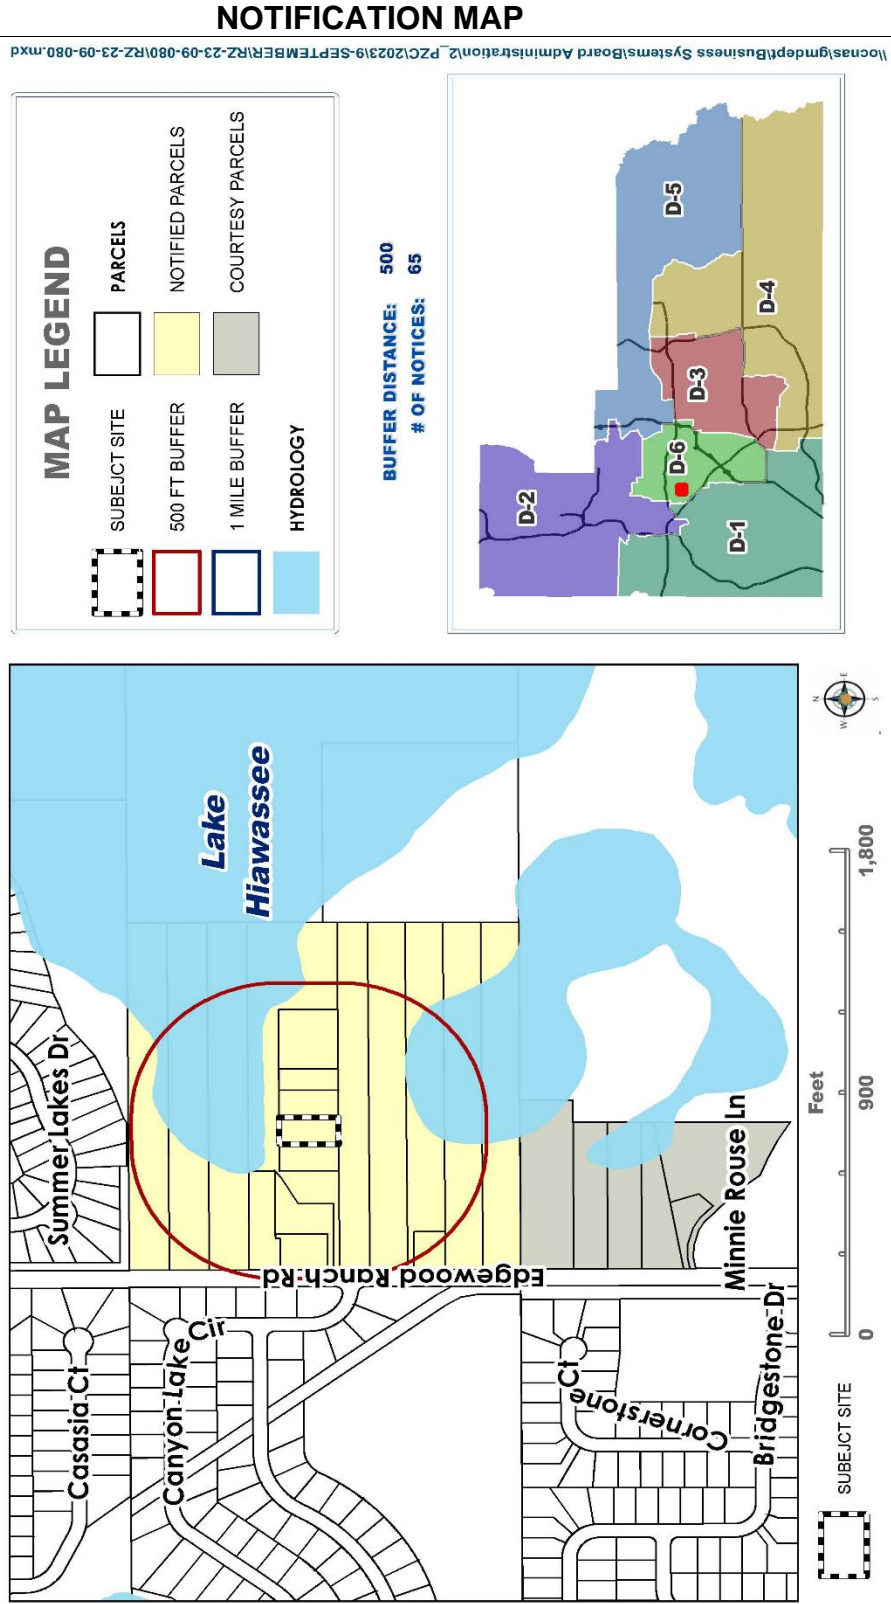 NOTIFICATION MAP
\\ocnas\gmdept\Business Systems\Board Administration\2_PZC\2023\9-SEPTEMBER\RZ-23-09-080\RZ-23-09-080.mxd
MAP LEGEND
SUBEJCT SITE
PARCELS
500 FT BUFFER
NOTIFIED PARCELS
1 MILE BUFFER
COURTESY PARCELS
HYDROLOGY
BUFFER DISTANCE: 500
# OF NOTICES: 65
D-2
D-5
D-6
D-3
D-4
D-1
Lake
Hiawassee
Summer Lakes Dr
Casasia Ct
Canyon Lake Cir
Edgewood Ranch Rd
Cornerstone Ct
Minnie Rouse Ln
Bridgestone Dr
N
W
E
S
Feet
0
900
1,800
SUBEJCT SITE